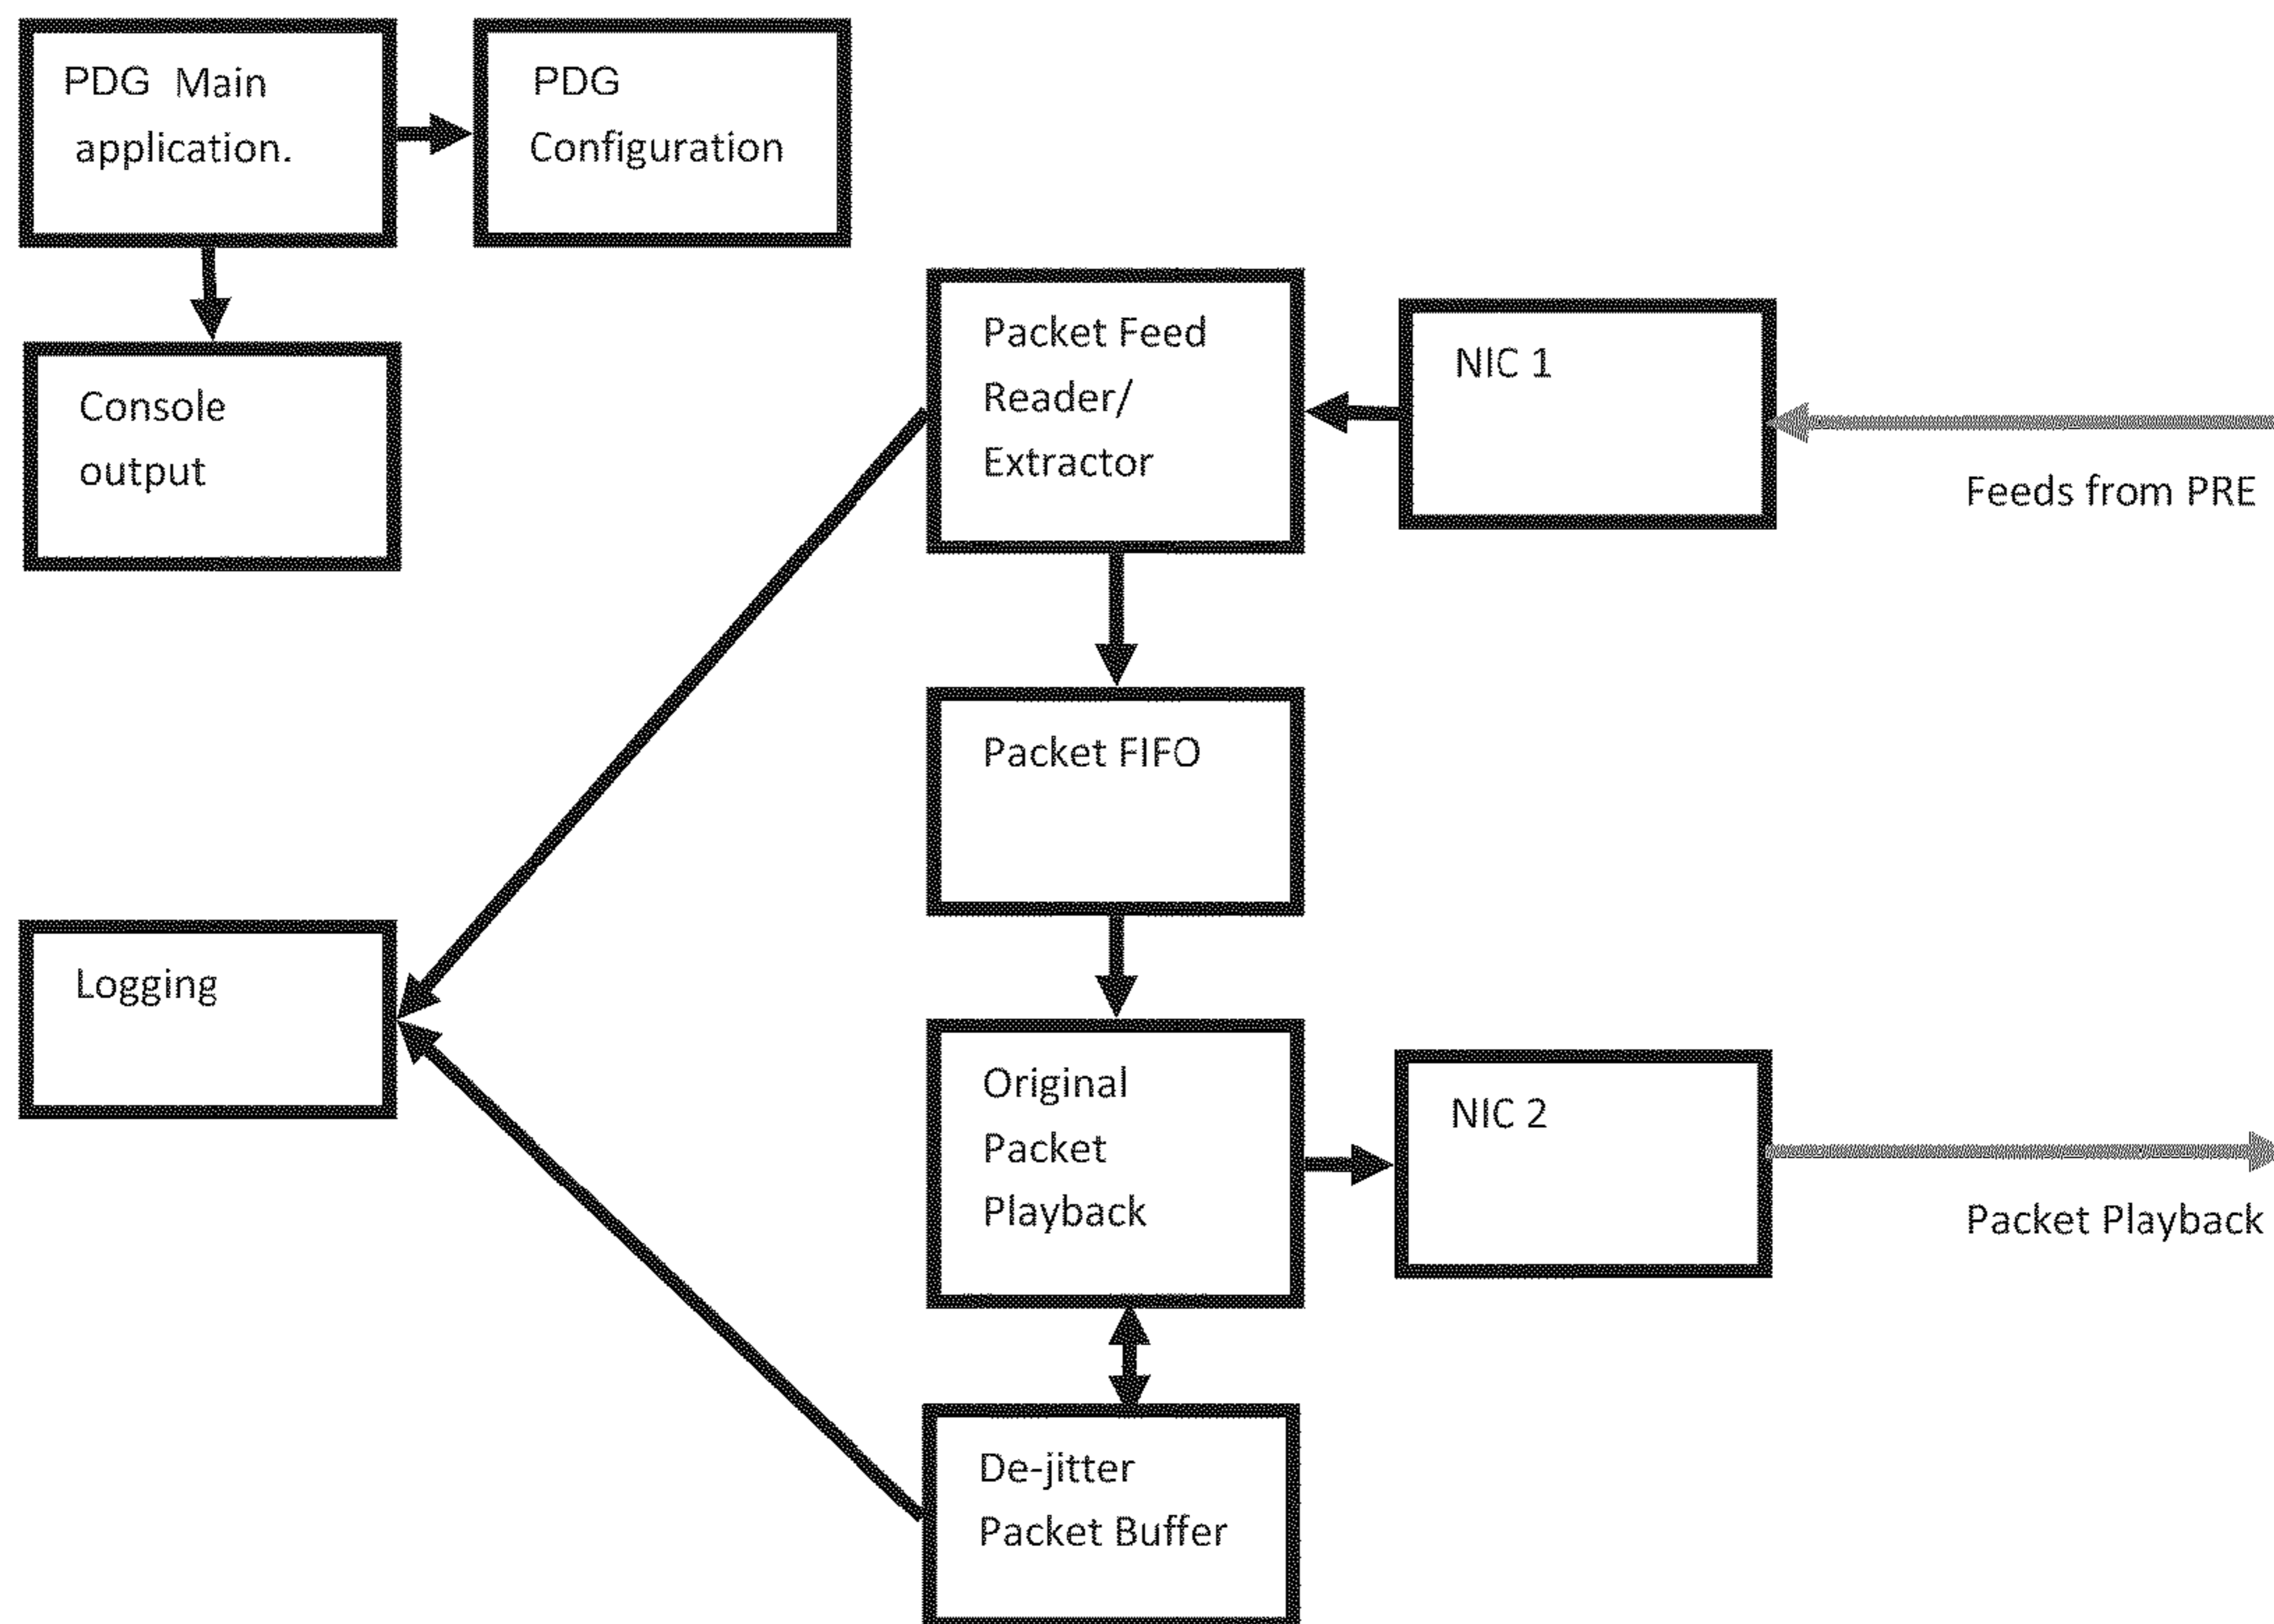 PDG Main
application.
PDG
Configuration
Console
output
Packet Feed
Reader/
Extractor
NIC 1
Feeds from PRE
Packet FIFO
Logging
Original
Packet
Playback
NIC 2
Packet Playback
De-jitter
Packet Buffer